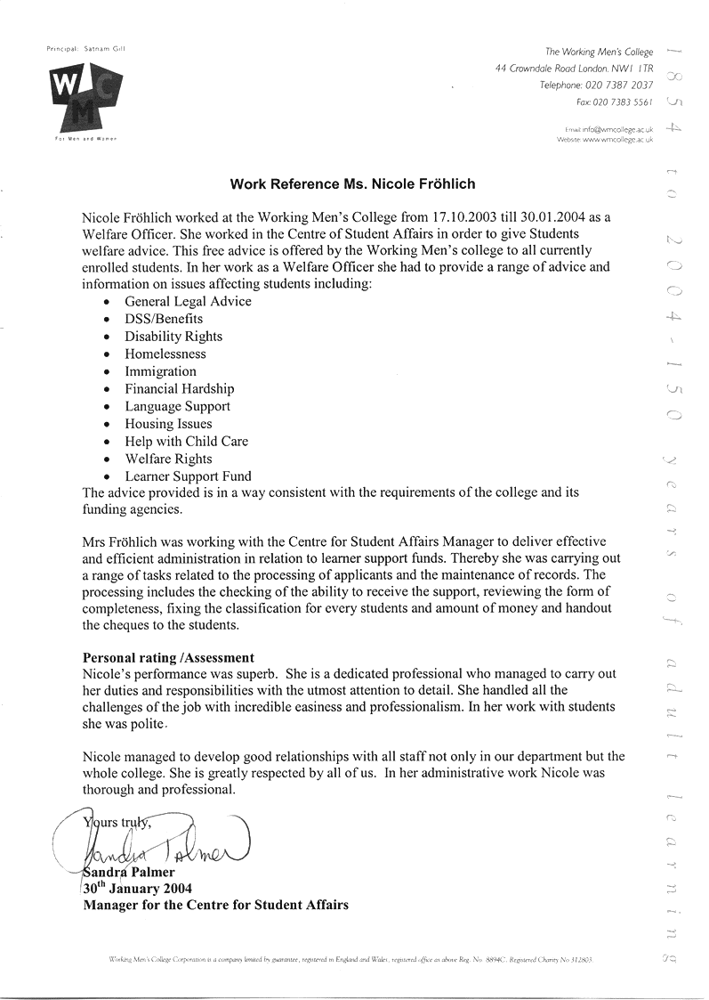 Principal: Satnam Gill
WCM
For Men and Women
The Working Men's College
44 Crowndale Road London. NW1 1TR
Telephone: 020 7387 2037
Fax: 020 7383 5561
Email: info@wmcollege.ac.uk
Website: www.wmcollege.ac.uk
1854 to 2004 - 150 years of adult learning
Work Reference Ms. Nicole Fröhlich
Nicole Fröhlich worked at the Working Men's College from 17.10.2003 till 30.01.2004 as a
Welfare Officer. She worked in the Centre of Student Affairs in order to give Students
welfare advice. This free advice is offered by the Working Men's college to all currently
enrolled students. In her work as a Welfare Officer she had to provide a range of advice and
information on issues affecting students including:
• General Legal Advice
• DSS/Benefits
• Disability Rights
• Homelessness
• Immigration
• Financial Hardship
• Language Support
• Housing Issues
• Help with Child Care
• Welfare Rights
• Learner Support Fund
The advice provided is in a way consistent with the requirements of the college and its
funding agencies.
Mrs Fröhlich was working with the Centre for Student Affairs Manager to deliver effective
and efficient administration in relation to learner support funds. Thereby she was carrying out
a range of tasks related to the processing of applicants and the maintenance of records. The
processing includes the checking of the ability to receive the support, reviewing the form of
completeness, fixing the classification for every students and amount of money and handout
the cheques to the students.
Personal rating /Assessment
Nicole's performance was superb. She is a dedicated professional who managed to carry out
her duties and responsibilities with the utmost attention to detail. She handled all the
challenges of the job with incredible easiness and professionalism. In her work with students
she was polite.
Nicole managed to develop good relationships with all staff not only in our department but the
whole college. She is greatly respected by all of us. In her administrative work Nicole was
thorough and professional.
Yours truly,
Sandra Palmer
Sandra Palmer
30th January 2004
Manager for the Centre for Student Affairs
Working Men's College Corporation is a company limited by guarantee, registered in England and Wales, registered office as above Reg. No. 8894C. Registered Charity No:312803.